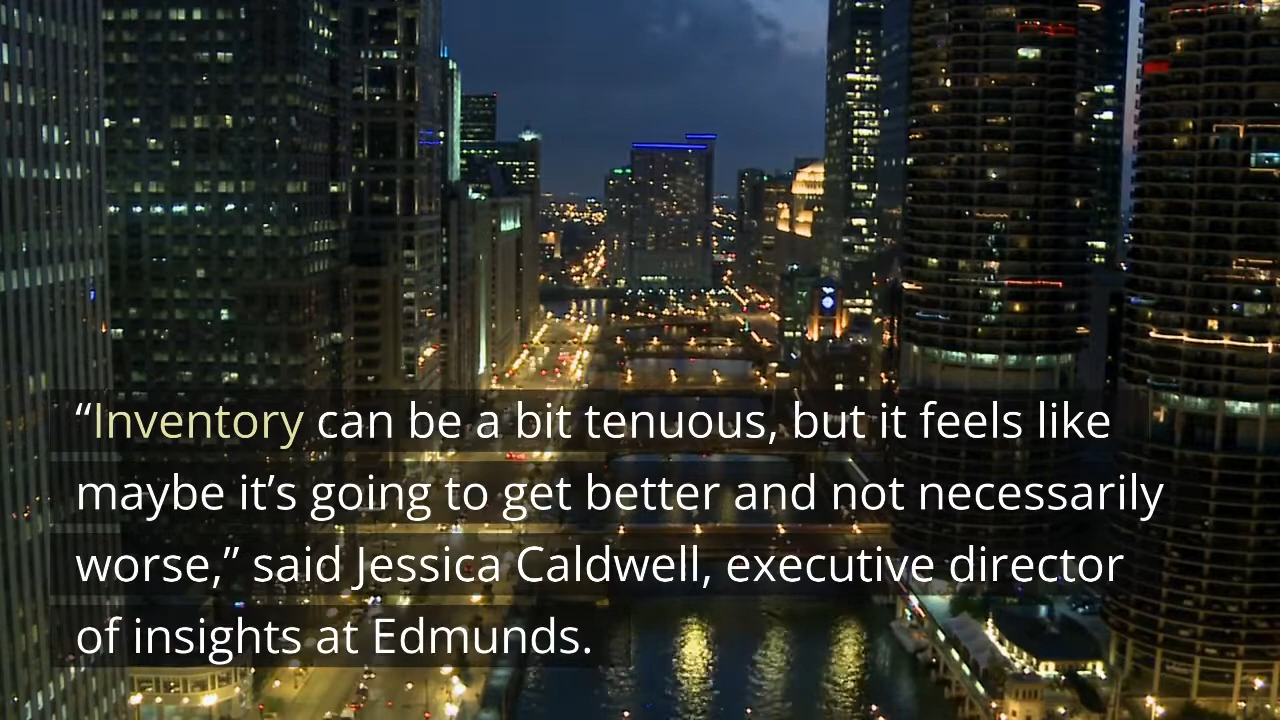 “Inventory can be a bit tenuous, but it feels like
maybe it’s going to get better and not necessarily
worse,” said Jessica Caldwell, executive director
of insights at Edmunds.